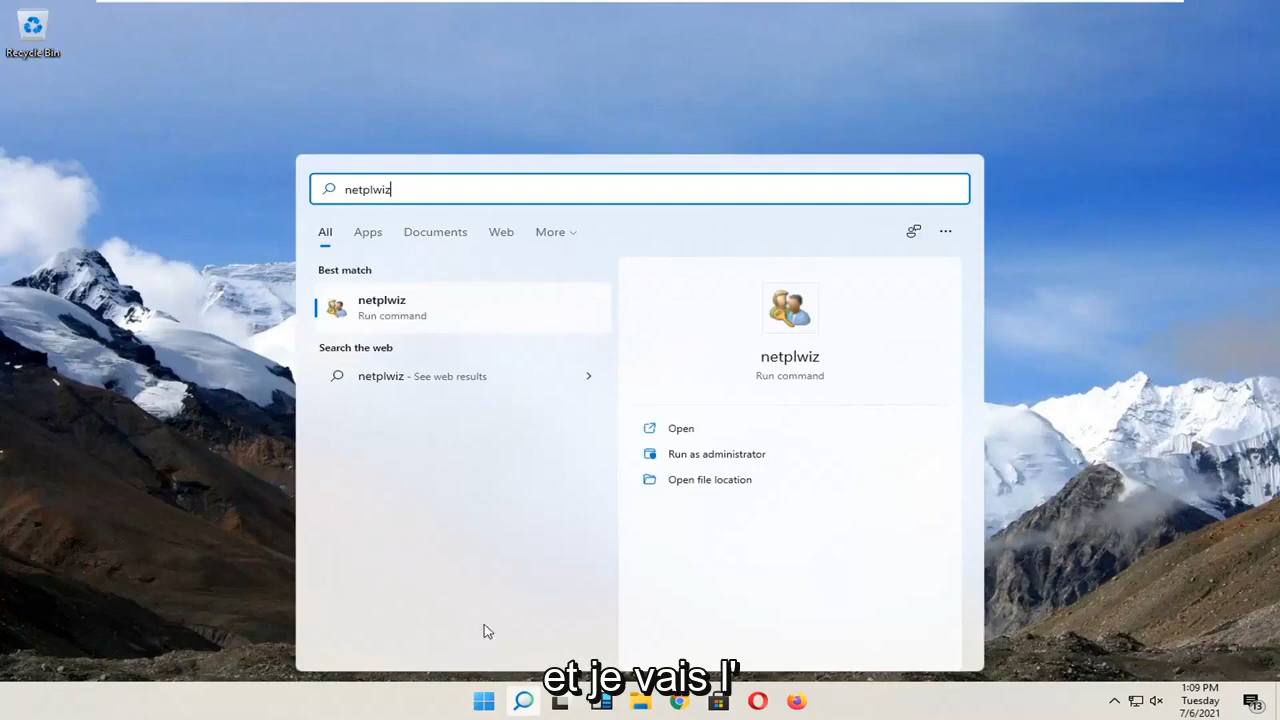 Recycle Bin
netplwiz
All Apps Documents Web More
Best match
netplwiz
Run command
Search the web
netplwiz - See web results
netplwiz
Run command
Open
Run as administrator
Open file location
et je vais l'
1:09 PM
Tuesday
7/6/2021
13